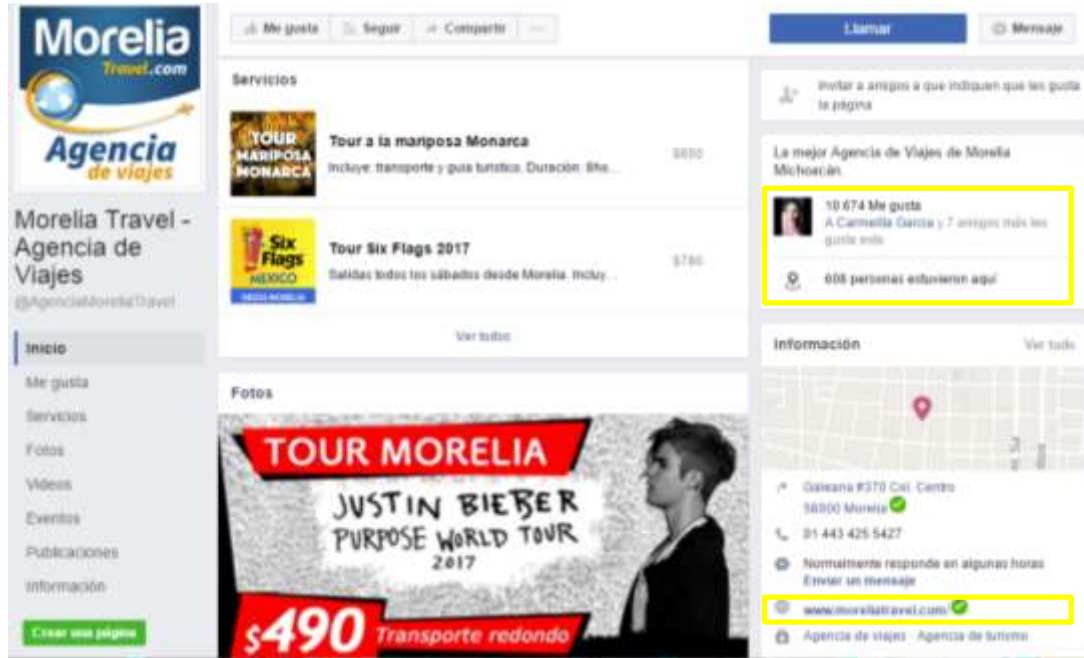 Morelia
Travel.com
Agencia
de viajes
Morelia Travel -
Agencia de
Viajes
@AgenciaMoreliaTravel
Inicio
Me gusta
Servicios
Fotos
Videos
Eventos
Publicaciones
Información
Crear una página
Me gusta
Seguir
Compartir
Servicios
TOUR
MARIPOSA
MONARCA
Tour a la mariposa Monarca
Incluye: transporte y guia turistico. Duración: 8hs...
Six
Flags
MÉXICO
Tour Six Flags 2017
Salidas todos los sábados desde Morelia. Incluy...
$780
Ver todos
Fotos
TOUR MORELIA
JUSTIN BIEBER
PURPOSE WORLD TOUR
2017
$490 Transporte redondo
Llamar
Mensaje
Invitar a amigos a que indiquen que les gusta
la página
La mejor Agencia de Viajes de Morelia
Michoacán.
10.674 Me gusta
A Carmelita Garcia y 7 amigos más les
gusta esto
608 personas estuvieron aquí
Información
Ver todo
Galeana #370 Col. Centro
58000 Morelia
01 443 425 5427
Normalmente responde en algunas horas
Enviar un mensaje
www.moreliatravel.com/
Agencia de viajes · Agencia de turismo